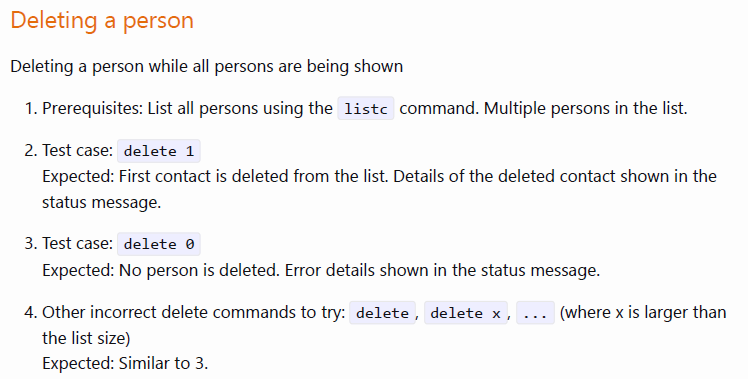 Deleting a person
Deleting a person while all persons are being shown
1. Prerequisites: List all persons using the listc command. Multiple persons in the list.
2. Test case: delete 1
Expected: First contact is deleted from the list. Details of the deleted contact shown in the
status message.
3. Test case: delete 0
Expected: No person is deleted. Error details shown in the status message.
4. Other incorrect delete commands to try: delete, delete x, ... (where x is larger than
the list size)
Expected: Similar to 3.